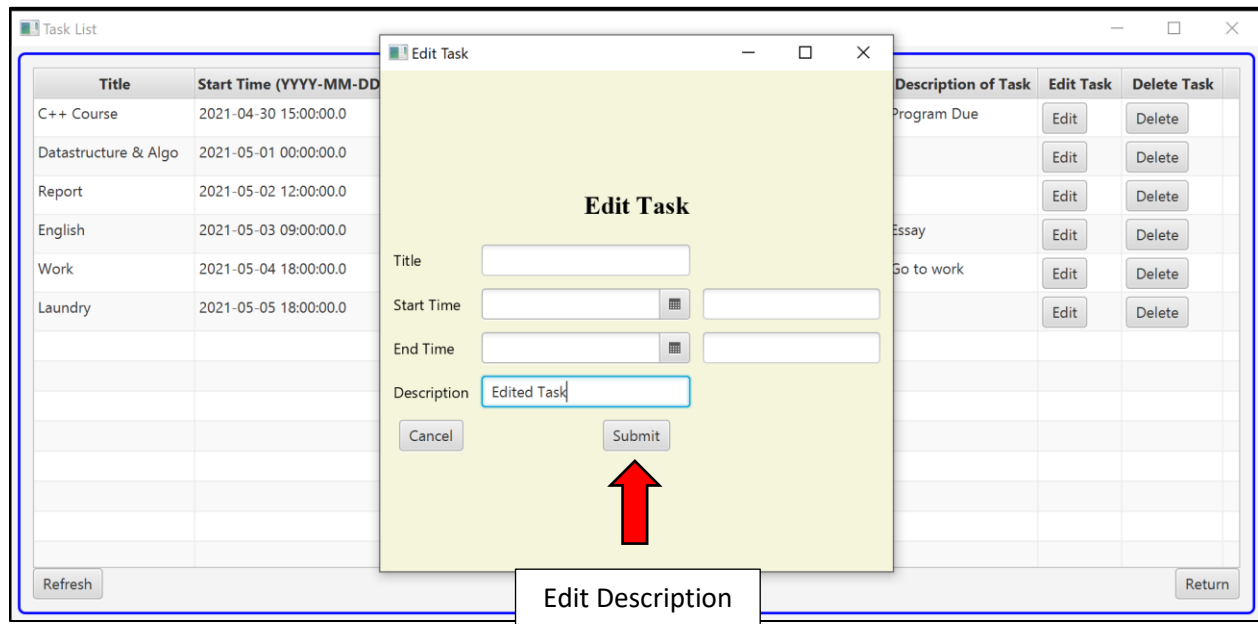 Task List
Edit Task
Title Start Time (YYYY-MM-DD Description of Task Edit Task Delete Task
C++ Course 2021-04-30 15:00:00.0 Program Due Edit Delete
Datastructure & Algo 2021-05-01 00:00:00.0 Edit Delete
Report 2021-05-02 12:00:00.0 Edit Delete
Edit Task
English 2021-05-03 09:00:00.0 Essay Edit Delete
Title
Work 2021-05-04 18:00:00.0 Go to work Edit Delete
Start Time
Laundry 2021-05-05 18:00:00.0 Edit Delete
End Time
Description Edited Task
Cancel Submit
Refresh Return
Edit Description